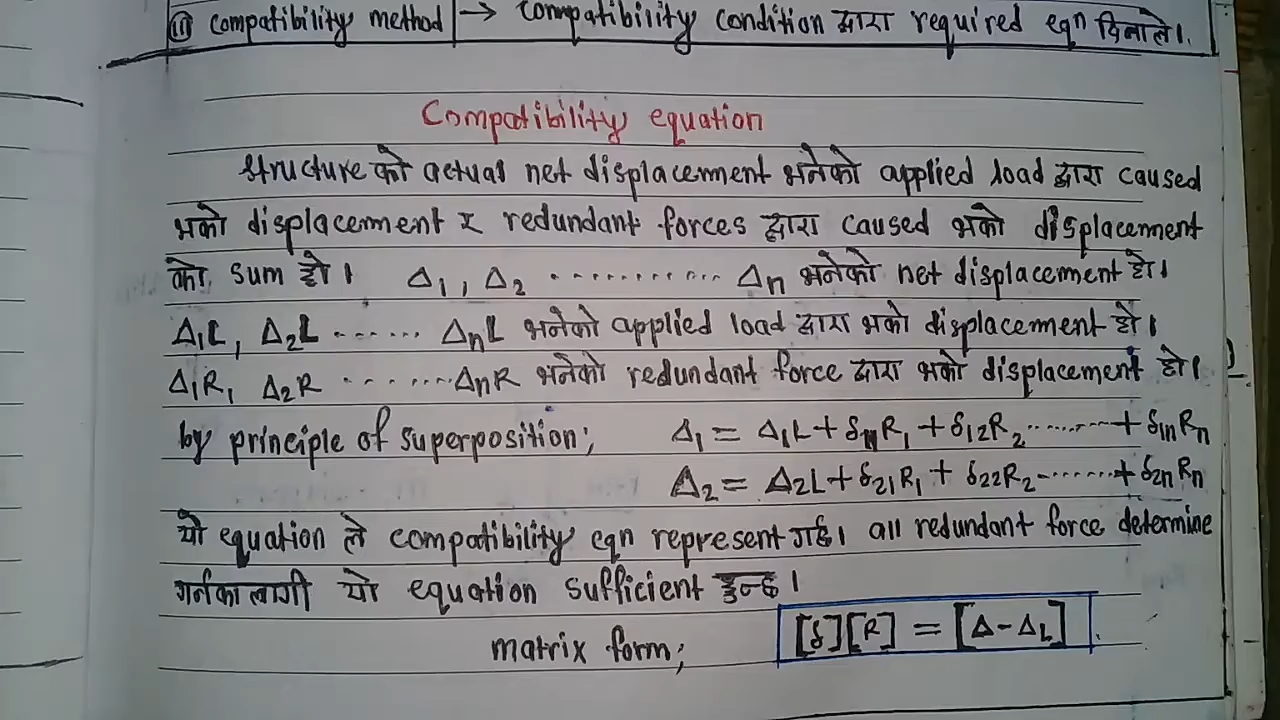 (ii) compatibility method → compatibility condition द्वारा required eqn दिनाले।
Compatibility equation
structure को actual net displacement भनेको applied load द्वारा caused
भको displacement र redundant forces द्वारा caused भको displacement
को sum हो। Δ₁, Δ₂ ............ Δn भनेको net displacement हो।
Δ₁L, Δ₂L ....... ΔnL भनेको applied load द्वारा भको displacement हो।
Δ₁R, Δ₂R ........ ΔnR भनेको redundant force द्वारा भको displacement हो।
by principle of superposition; Δ₁ = Δ₁L + δ₁₁R₁ + δ₁₂R₂ ......... + δ₁nRn
Δ₂ = Δ₂L + δ₂₁R₁ + δ₂₂R₂ ....... + δ₂nRn
यो equation ले compatibility eqn represent गर्छ। all redundant force determine
गर्नका लागी यो equation sufficient हुन्छ।
matrix form; [δ][R] = [Δ-ΔL]